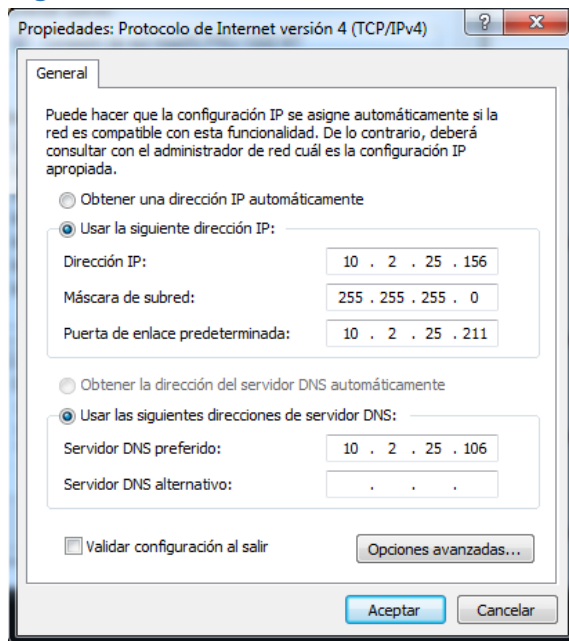 Propiedades: Protocolo de Internet versión 4 (TCP/IPv4)
General
Puede hacer que la configuración IP se asigne automáticamente si la
red es compatible con esta funcionalidad. De lo contrario, deberá
consultar con el administrador de red cuál es la configuración IP
apropiada.
Obtener una dirección IP automáticamente
Usar la siguiente dirección IP:
Dirección IP: 10 . 2 . 25 . 156
Máscara de subred: 255 . 255 . 255 . 0
Puerta de enlace predeterminada: 10 . 2 . 25 . 211
Obtener la dirección del servidor DNS automáticamente
Usar las siguientes direcciones de servidor DNS:
Servidor DNS preferido: 10 . 2 . 25 . 106
Servidor DNS alternativo: . . .
Validar configuración al salir Opciones avanzadas...
Aceptar Cancelar